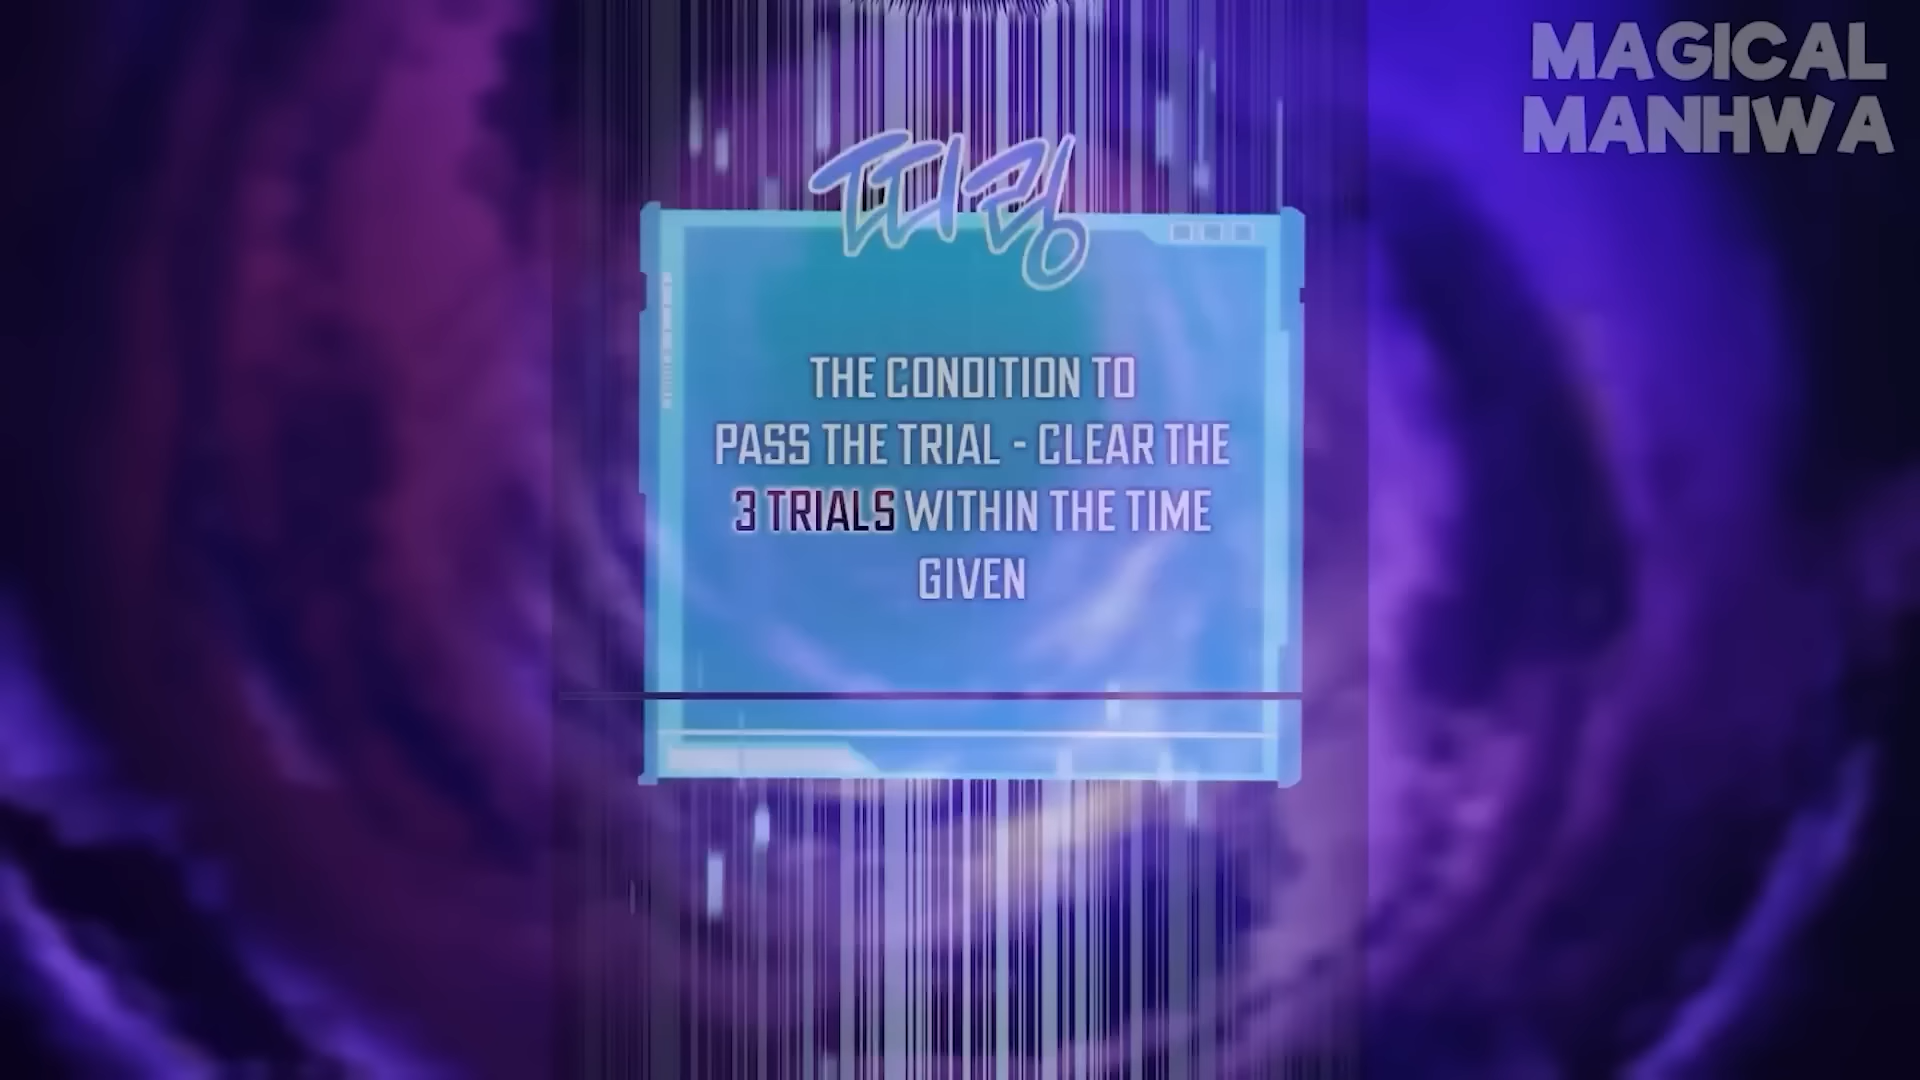 MAGICAL
MANHWA
띠링
THE CONDITION TO
PASS THE TRIAL - CLEAR THE
3 TRIALS WITHIN THE TIME
GIVEN